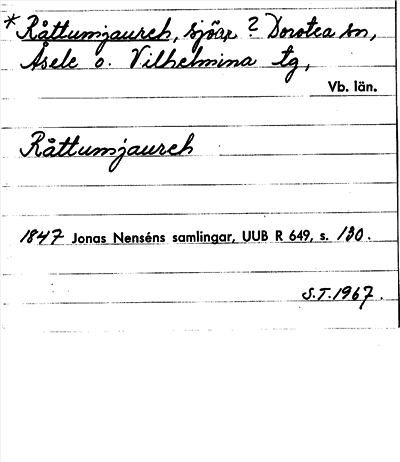 * Råttumjaureh, sjöar ? Dorotea sn,
Åsele o. Vilhelmina tg,
Vb. län.
Råttumjaureh
1847 Jonas Nenséns samlingar, UUB R 649, s. 130.
S.T. 1967.